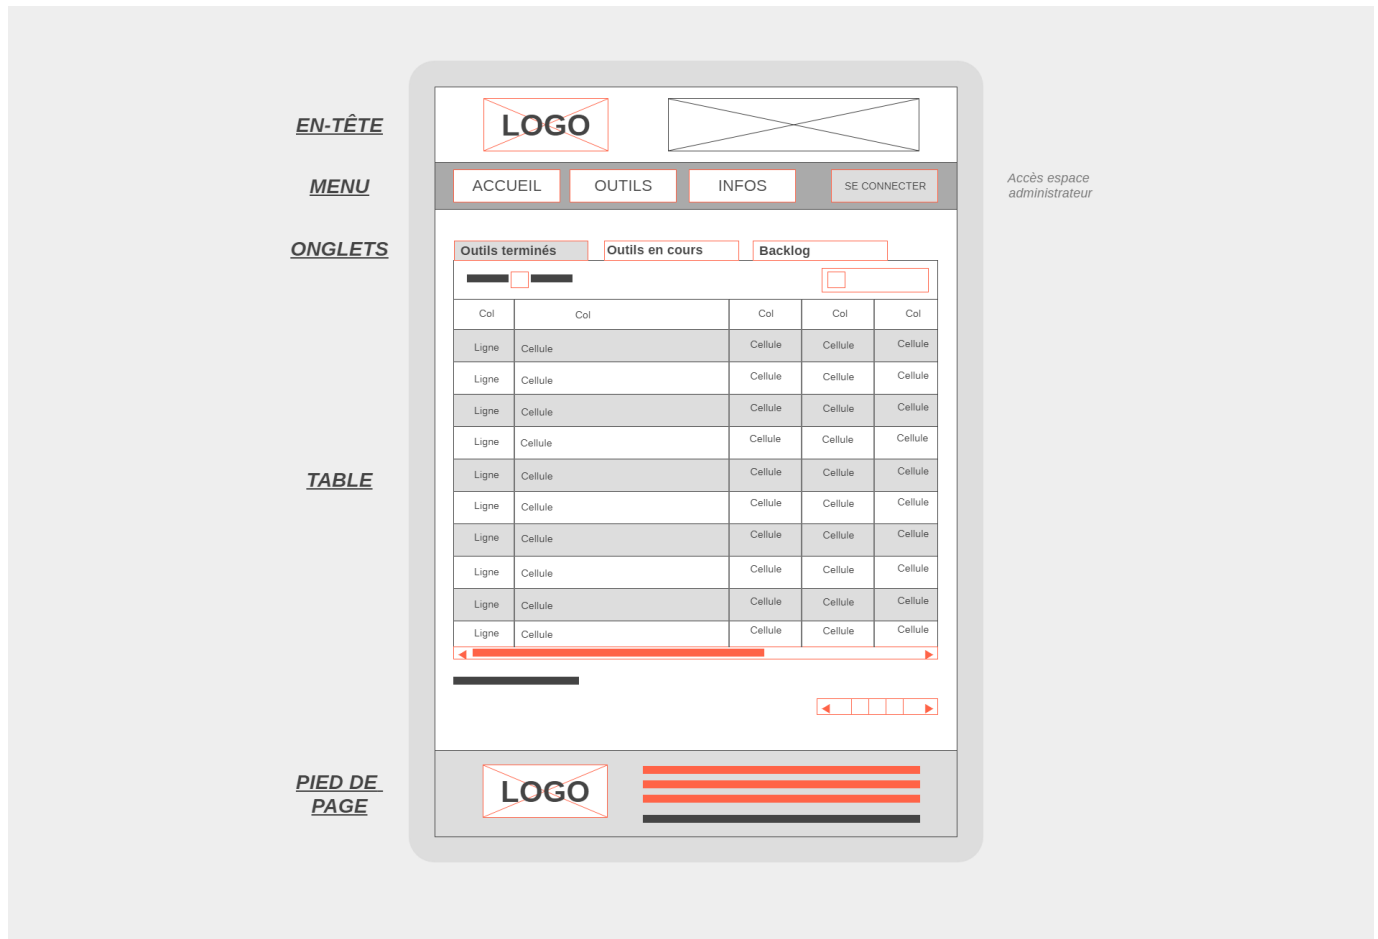 EN-TÊTE
LOGO
MENU
ACCUEIL OUTILS INFOS SE CONNECTER
Accès espace
administrateur
ONGLETS
Outils terminés Outils en cours Backlog
Col Col Col Col Col
Ligne Cellule Cellule Cellule Cellule
Ligne Cellule Cellule Cellule Cellule
Ligne Cellule Cellule Cellule Cellule
Ligne Cellule Cellule Cellule Cellule
TABLE
Ligne Cellule Cellule Cellule Cellule
Ligne Cellule Cellule Cellule Cellule
Ligne Cellule Cellule Cellule Cellule
Ligne Cellule Cellule Cellule Cellule
Ligne Cellule Cellule Cellule Cellule
Ligne Cellule Cellule Cellule Cellule
PIED DE
PAGE
LOGO